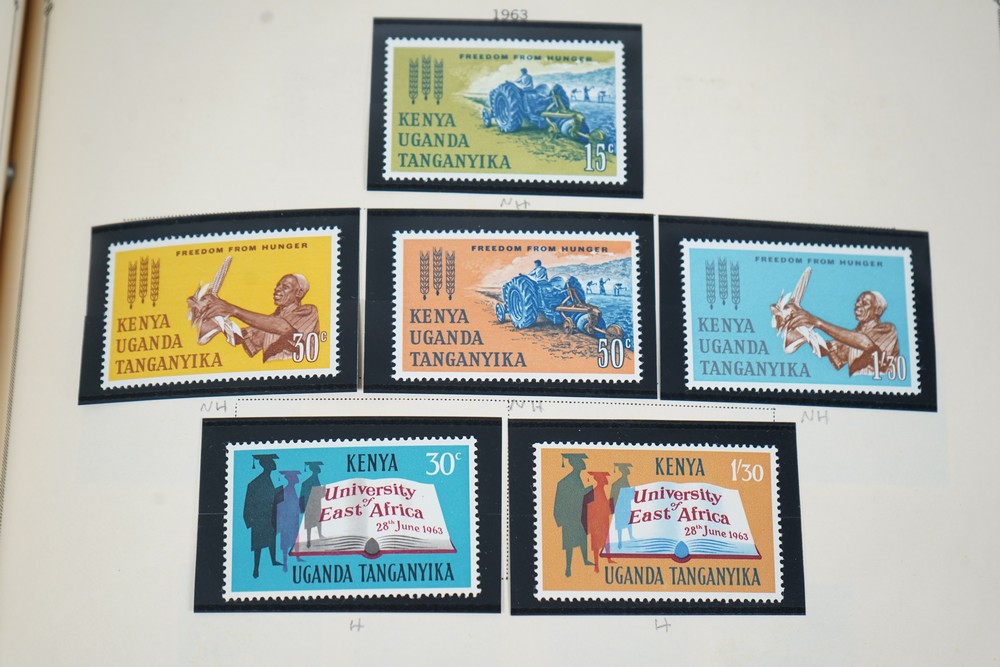 1963
FREEDOM FROM HUNGER
KENYA
UGANDA
TANGANYIKA
15c
NH
FREEDOM FROM HUNGER
KENYA
UGANDA
TANGANYIKA
30c
FREEDOM FROM HUNGER
KENYA
UGANDA
TANGANYIKA
50c
FREEDOM FROM HUNGER
KENYA
UGANDA
TANGANYIKA
1/30
NH
NH
NH
KENYA 30c
University
of
East Africa
28th June 1963
UGANDA TANGANYIKA
KENYA 1/30
University
of
East Africa
28th June 1963
UGANDA TANGANYIKA
H
H